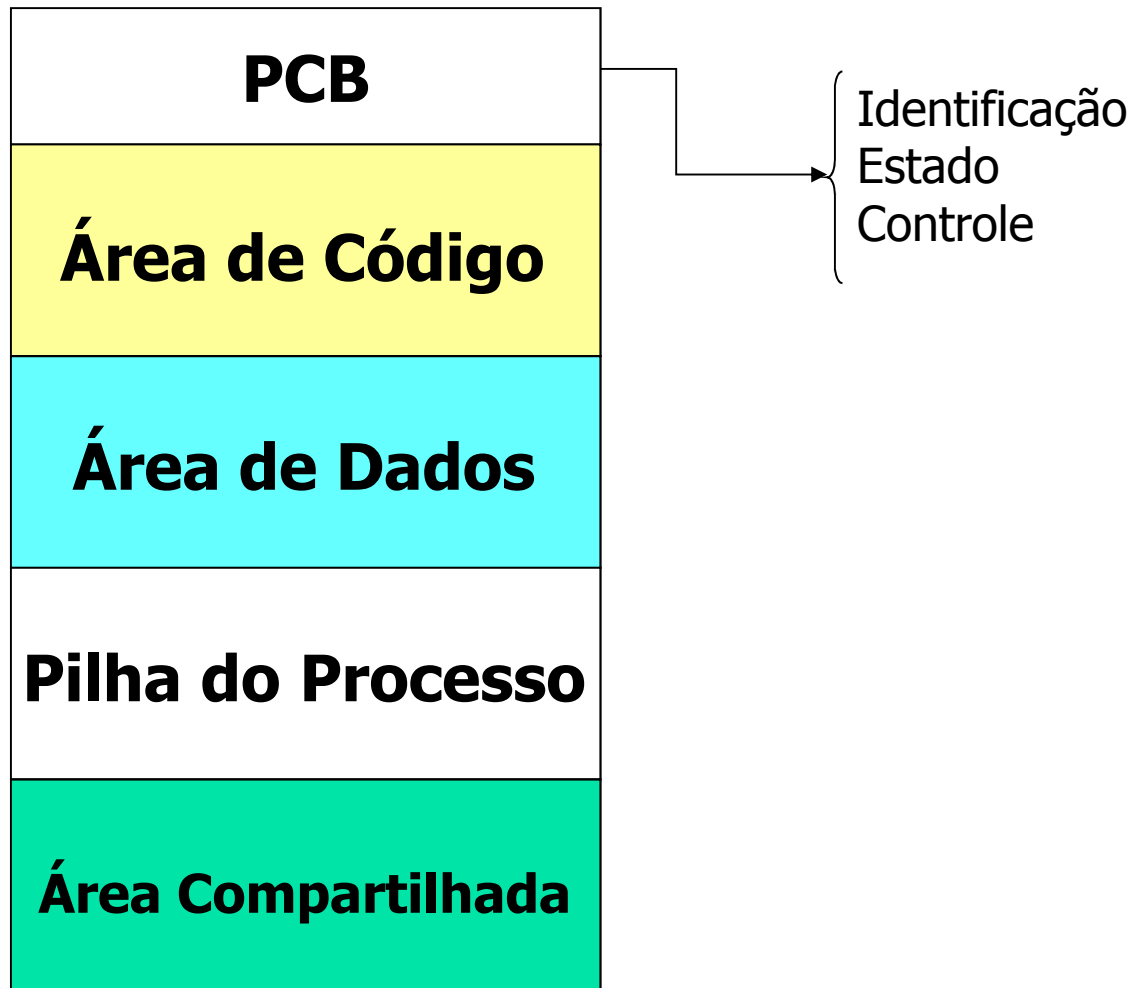 PCB
Identificação
Estado
Controle
Área de Código
Área de Dados
Pilha do Processo
Área Compartilhada